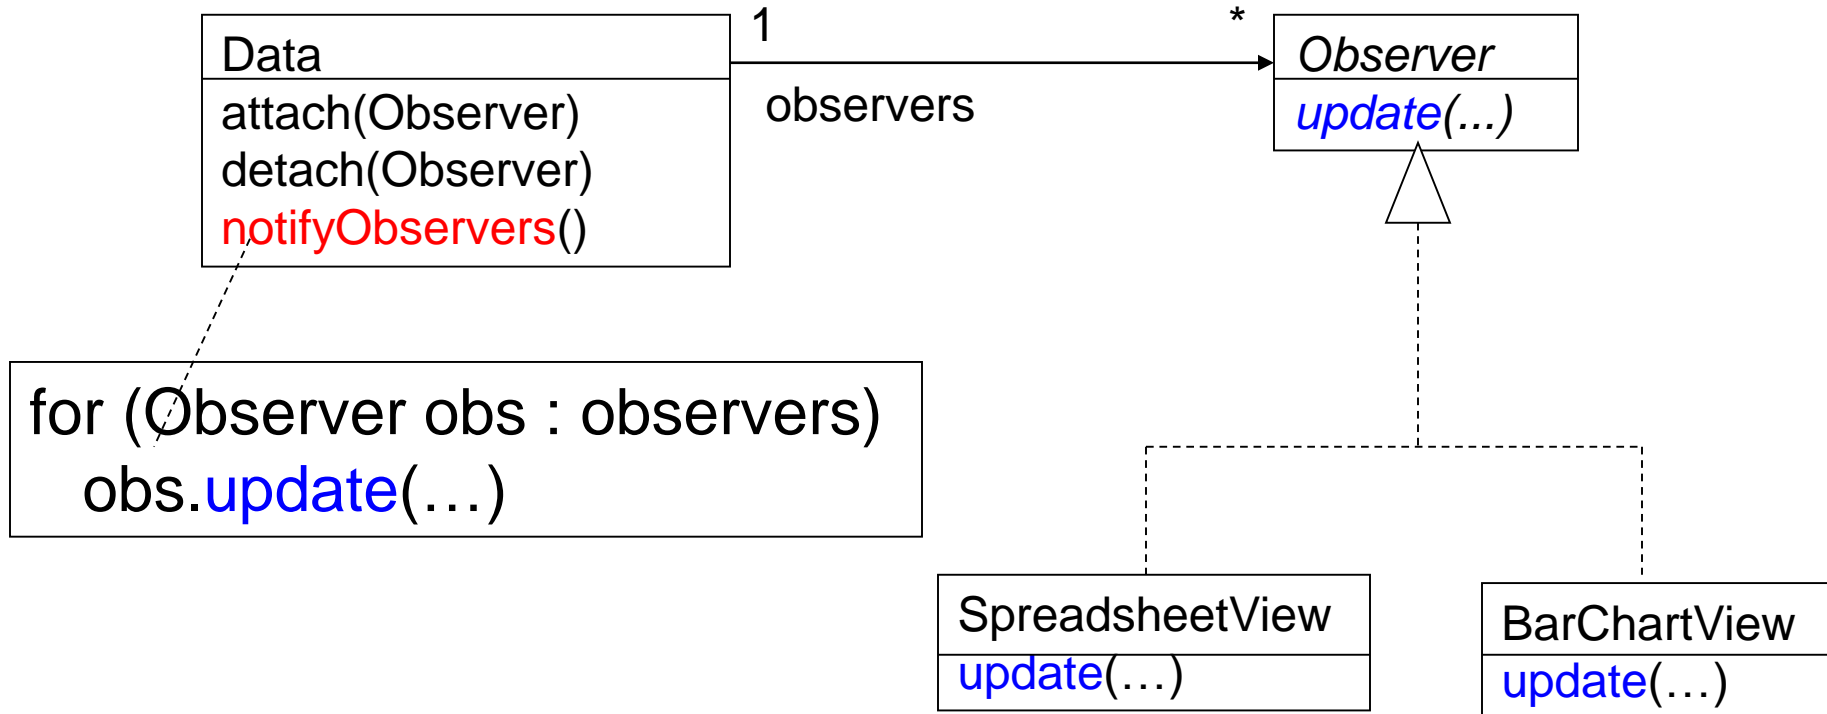 Data
attach(Observer)
detach(Observer)
notifyObservers()
1
*
observers
Observer
update(...)
for (Observer obs : observers)
obs.update(…)
SpreadsheetView
update(…)
BarChartView
update(…)